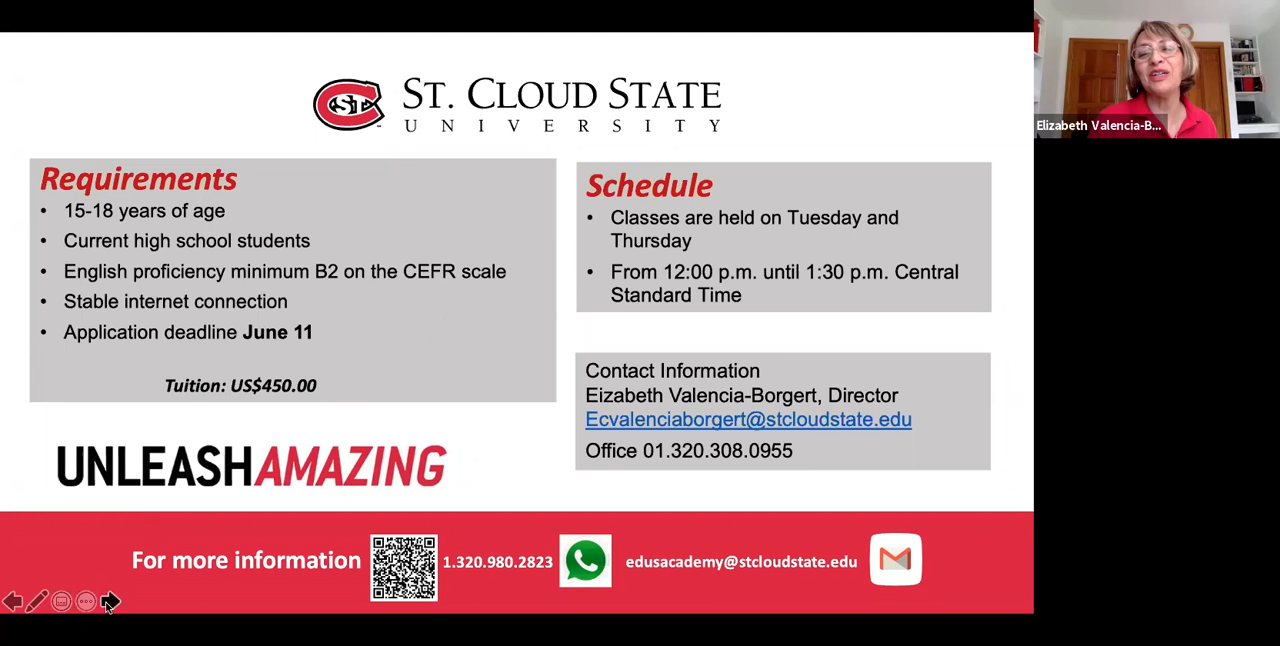 ST. CLOUD STATE
UNIVERSITY
Requirements
• 15-18 years of age
• Current high school students
• English proficiency minimum B2 on the CEFR scale
• Stable internet connection
• Application deadline June 11
Tuition: US$450.00
Schedule
• Classes are held on Tuesday and
Thursday
• From 12:00 p.m. until 1:30 p.m. Central
Standard Time
Contact Information
Eizabeth Valencia-Borgert, Director
Ecvalenciaborgert@stcloudstate.edu
Office 01.320.308.0955
UNLEASHAMAZING
For more information
1.320.980.2823
edusacademy@stcloudstate.edu
Elizabeth Valencia-B...